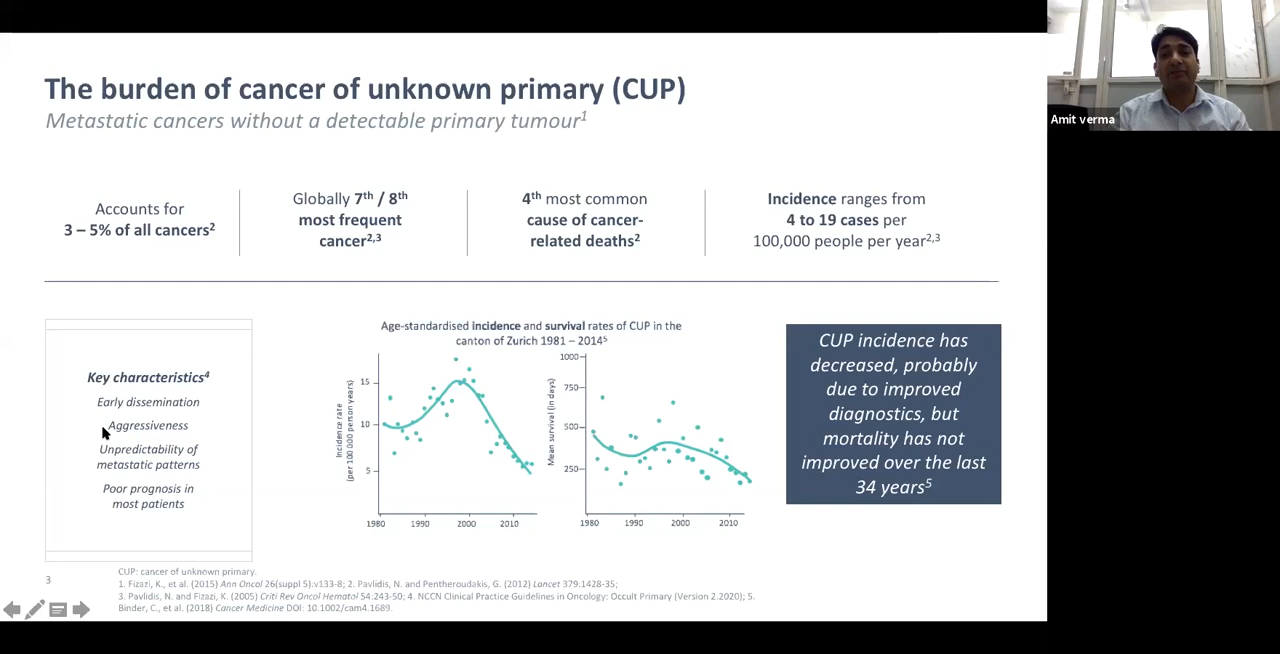 The burden of cancer of unknown primary (CUP)
Metastatic cancers without a detectable primary tumour1
Accounts for
3 – 5% of all cancers2
Globally 7th / 8th
most frequent
cancer2,3
4th most common
cause of cancer-
related deaths2
Incidence ranges from
4 to 19 cases per
100,000 people per year2,3
Key characteristics4
Early dissemination
Aggressiveness
Unpredictability of
metastatic patterns
Poor prognosis in
most patients
Age-standardised incidence and survival rates of CUP in the
canton of Zurich 1981 – 20145
Incidence rate
(per 100 000 person years)
15
10
5
1980
1990
2000
2010
Mean survival (in days)
1000
750
500
250
1980
1990
2000
2010
CUP incidence has
decreased, probably
due to improved
diagnostics, but
mortality has not
improved over the last
34 years5
3
CUP: cancer of unknown primary.
1. Fizazi, K., et al. (2015) Ann Oncol 26(suppl 5):v133-8; 2. Pavlidis, N. and Pentheroudakis, G. (2012) Lancet 379:1428-35;
3. Pavlidis, N. and Fizazi, K. (2005) Criti Rev Oncol Hematol 54:243-50; 4. NCCN Clinical Practice Guidelines in Oncology: Occult Primary (Version 2.2020); 5.
Binder, C., et al. (2018) Cancer Medicine DOI: 10.1002/cam4.1689.
Amit verma